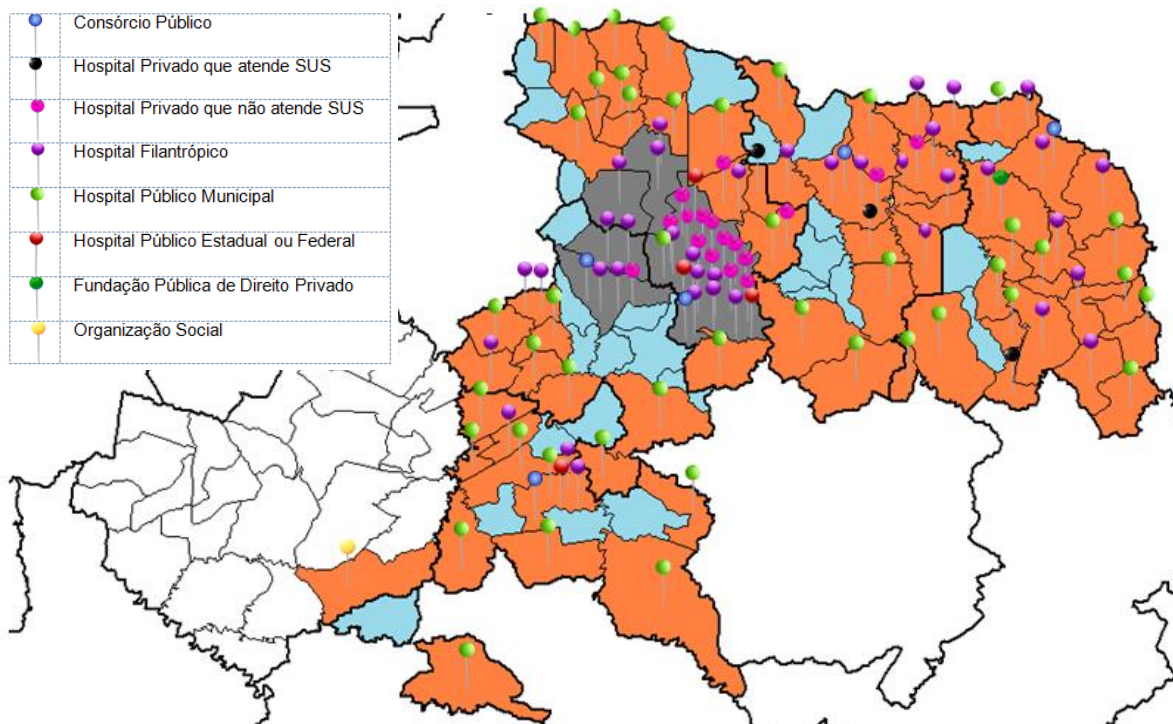 Consórcio Público
Hospital Privado que atende SUS
Hospital Privado que não atende SUS
Hospital Filantrópico
Hospital Público Municipal
Hospital Público Estadual ou Federal
Fundação Pública de Direito Privado
Organização Social